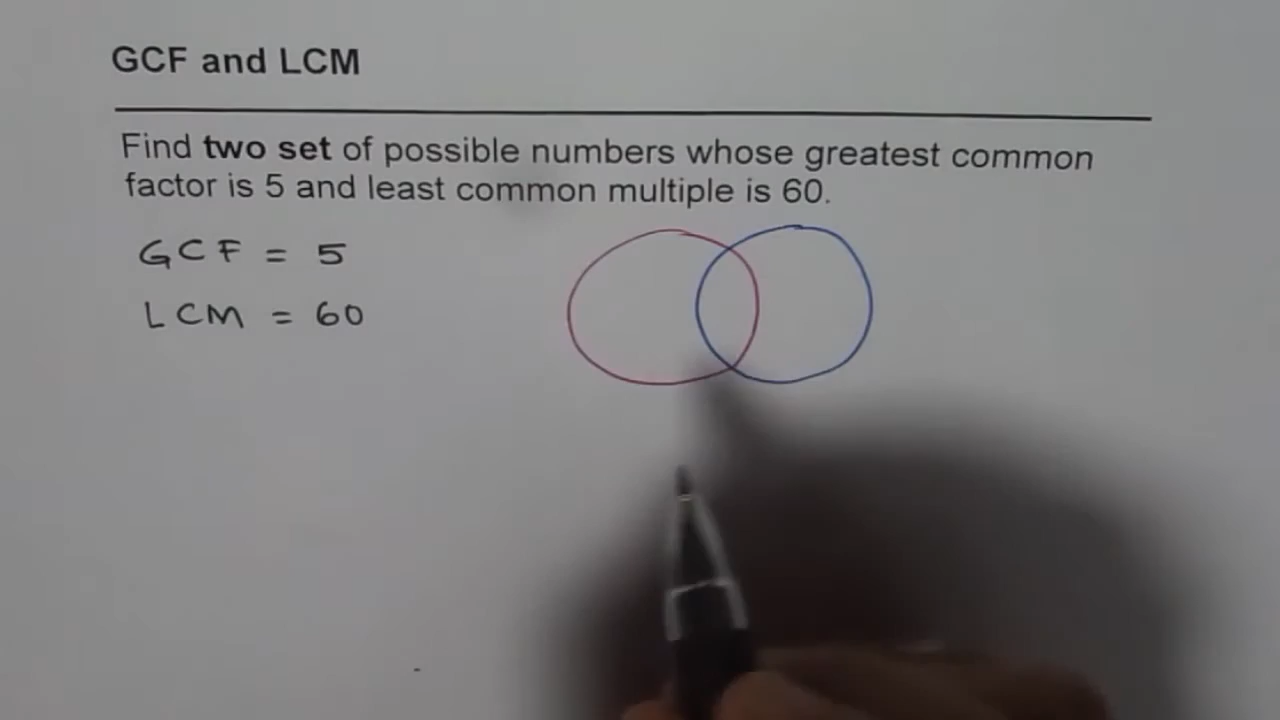 GCF and LCM
Find two set of possible numbers whose greatest common
factor is 5 and least common multiple is 60.
GCF = 5
LCM = 60